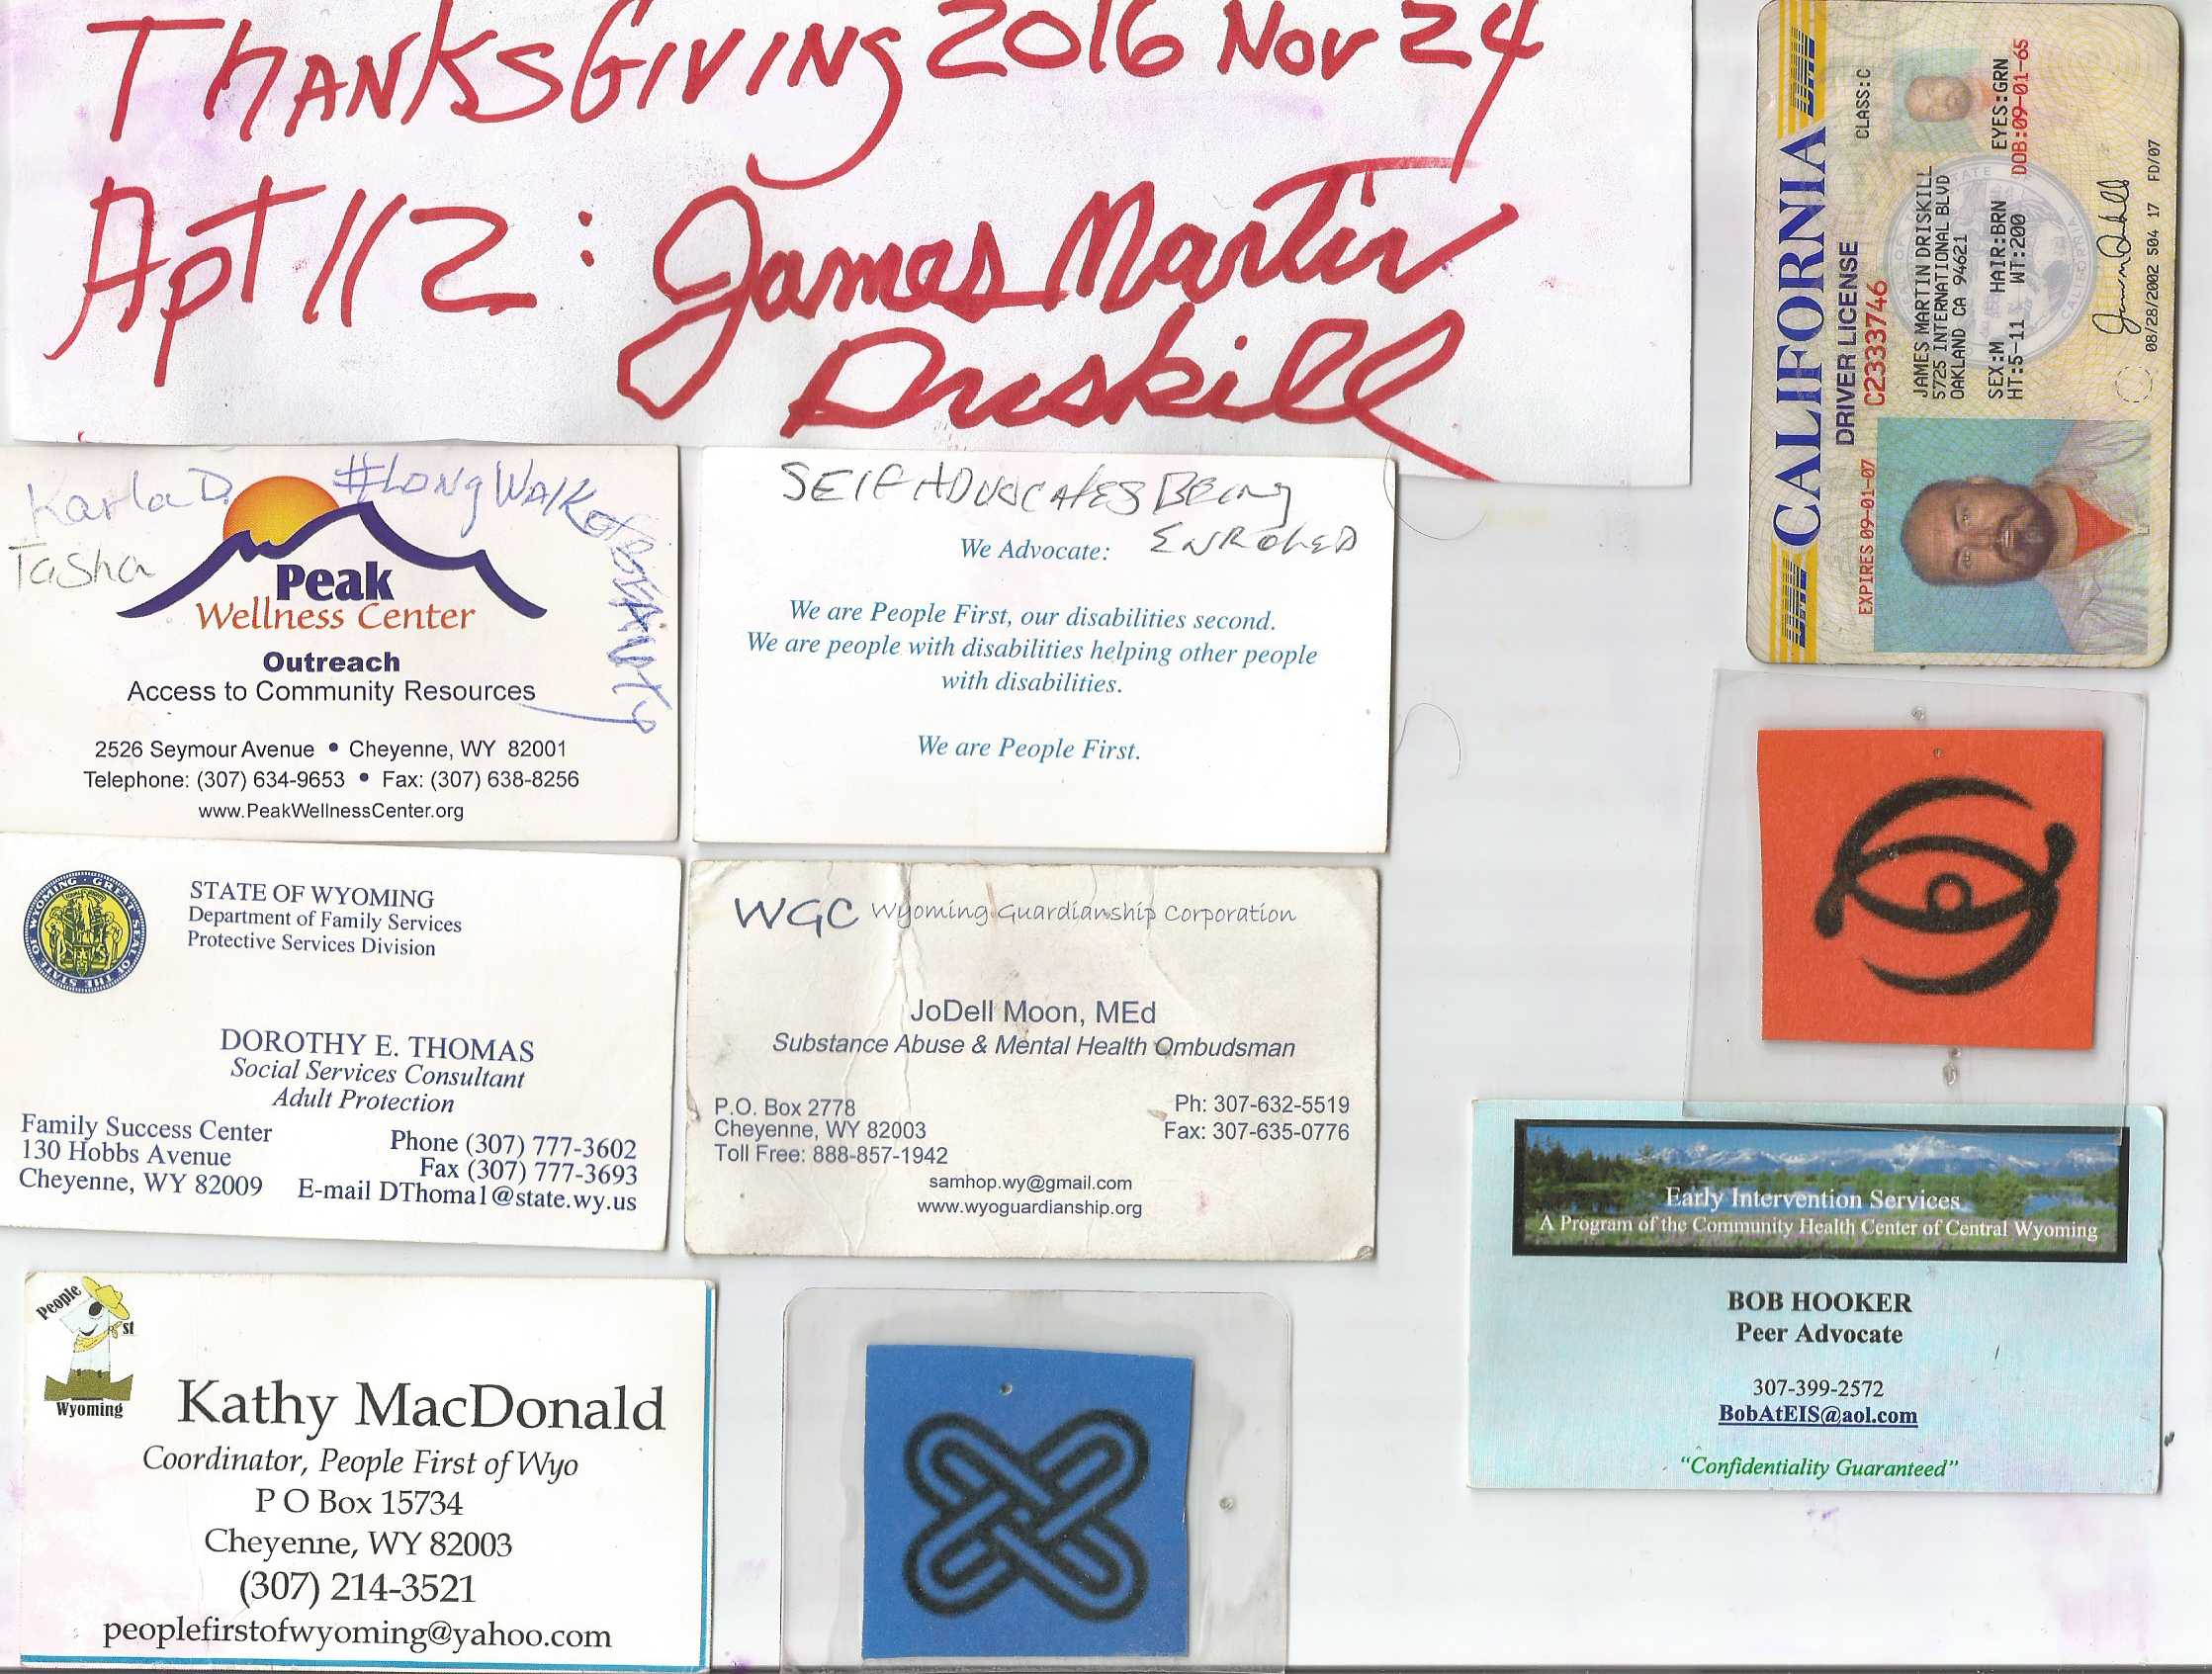 THANKSGIVING 2016 NOV 24
Apt 112 : James Martin
Driskill
Karla D. #LONGWALKofBEAUTY
Tasha
Peak
Wellness Center
Outreach
Access to Community Resources
2526 Seymour Avenue • Cheyenne, WY 82001
Telephone: (307) 634-9653 • Fax: (307) 638-8256
www.PeakWellnessCenter.org
SElF ADVOCATES BEING
ENROLLED
We Advocate:
We are People First, our disabilities second.
We are people with disabilities helping other people
with disabilities.
We are People First.
CALIFORNIA
DRIVER LICENSE
CLASS:C
C2333746
EXPIRES 09-01-07
JAMES MARTIN DRISKILL
5725 INTERNATIONAL BLVD
OAKLAND CA 94621
SEX:M HAIR:BRN EYES:GRN
HT:5-11 WT:200 DOB:09-01-65
08/28/2002 504 17 FD/07
DMV
DMV
GREAT SEAL OF THE STATE OF WYOMING
STATE OF WYOMING
Department of Family Services
Protective Services Division
DOROTHY E. THOMAS
Social Services Consultant
Adult Protection
Family Success Center
130 Hobbs Avenue
Cheyenne, WY 82009
Phone (307) 777-3602
Fax (307) 777-3693
E-mail DThoma1@state.wy.us
WGC Wyoming Guardianship Corporation
JoDell Moon, MEd
Substance Abuse & Mental Health Ombudsman
P.O. Box 2778
Cheyenne, WY 82003
Toll Free: 888-857-1942
Ph: 307-632-5519
Fax: 307-635-0776
samhop.wy@gmail.com
www.wyoguardianship.org
Early Intervention Services
A Program of the Community Health Center of Central Wyoming
BOB HOOKER
Peer Advocate
307-399-2572
BobAtEIS@aol.com
“Confidentiality Guaranteed”
People
1st
Wyoming
Kathy MacDonald
Coordinator, People First of Wyo
P O Box 15734
Cheyenne, WY 82003
(307) 214-3521
peoplefirstofwyoming@yahoo.com